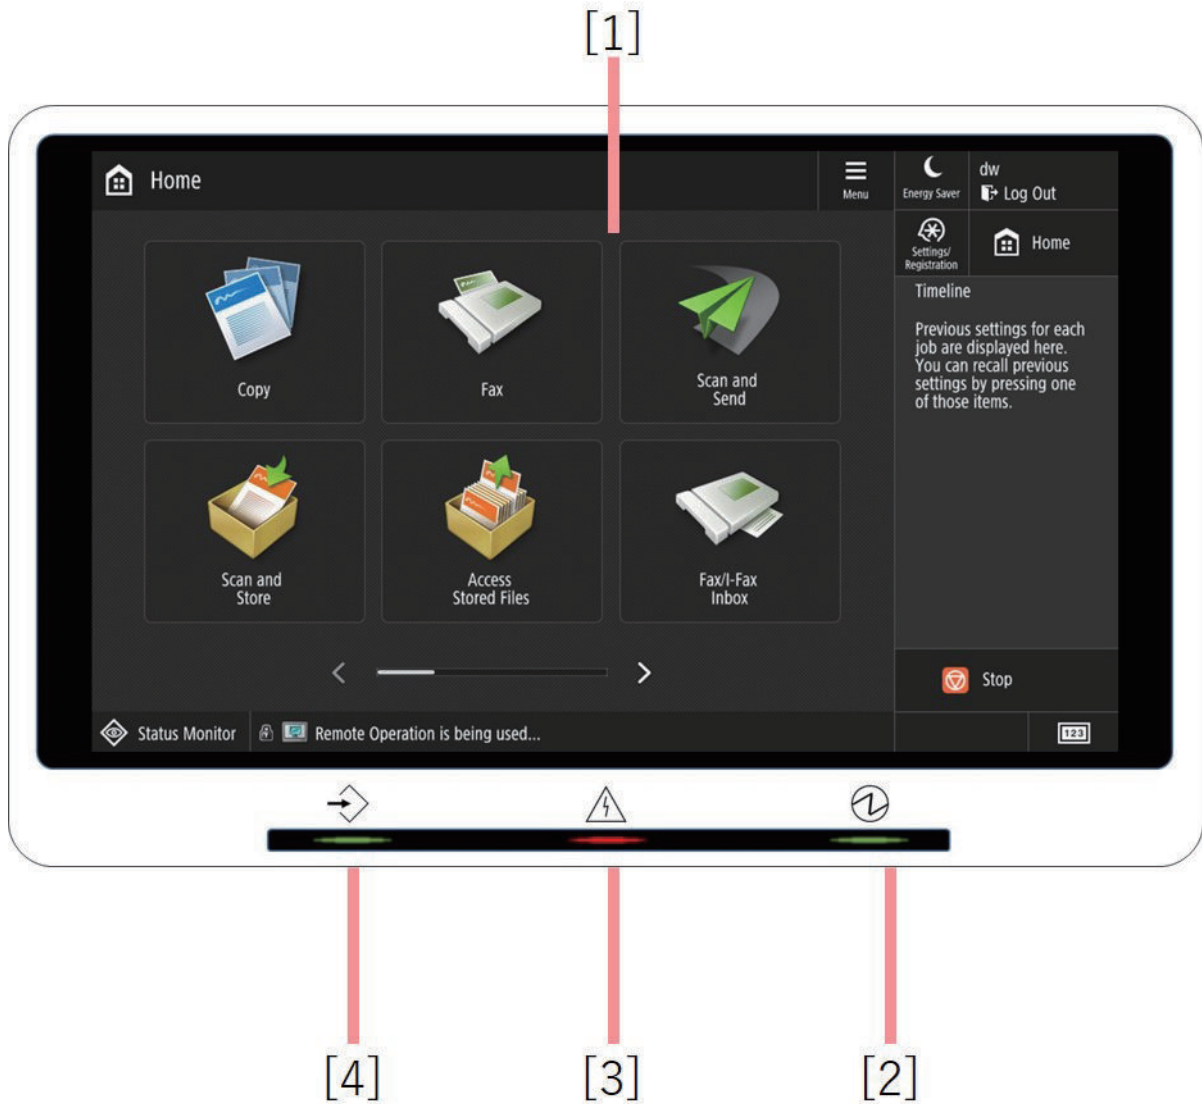 [1]
Home
Menu
Energy Saver
dw
Log Out
Settings/
Registration
Home
Copy
Fax
Scan and
Send
Timeline
Previous settings for each
job are displayed here.
You can recall previous
settings by pressing one
of those items.
Scan and
Store
Access
Stored Files
Fax/I-Fax
Inbox
Stop
Status Monitor
Remote Operation is being used...
123
[4]
[3]
[2]